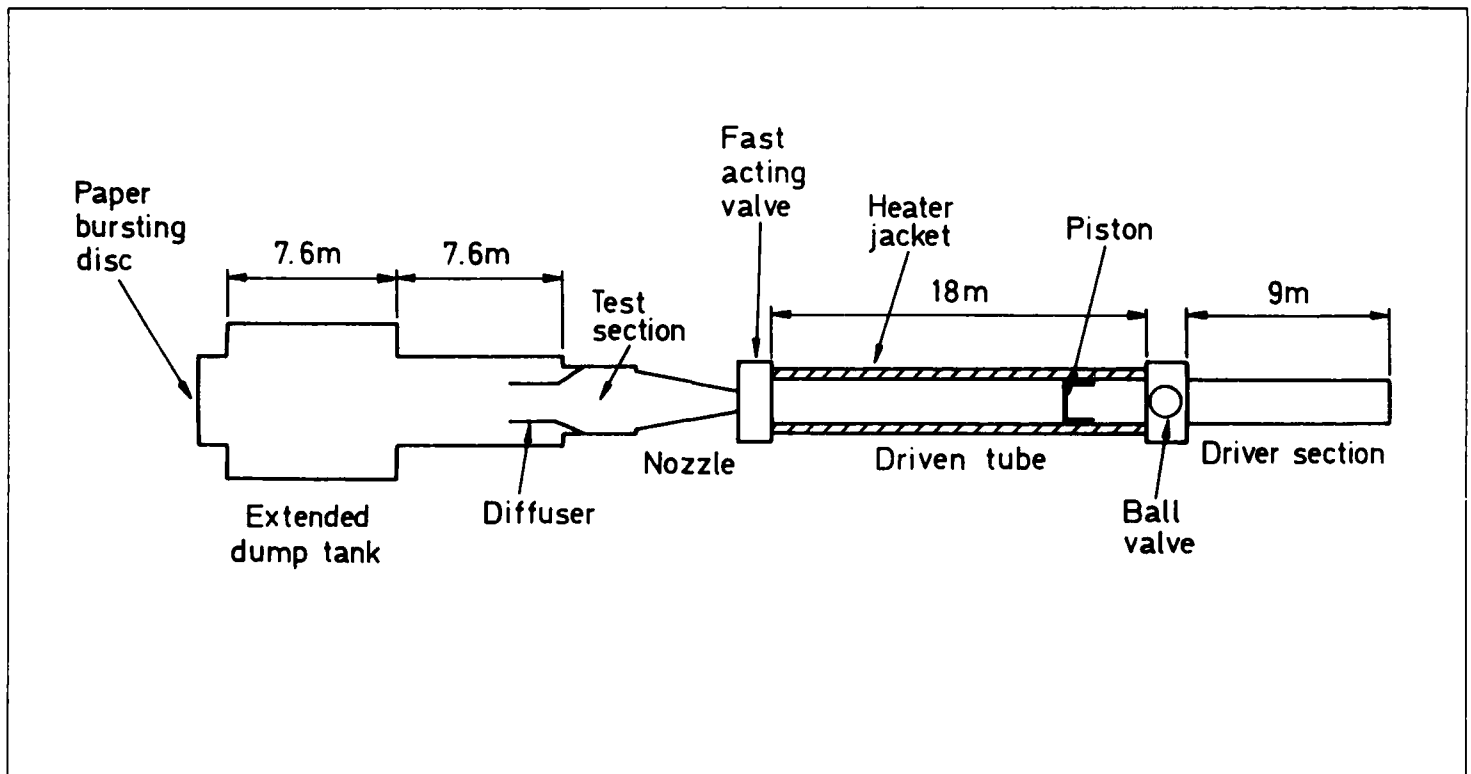 Paper
bursting
disc
7.6m
7.6m
Test
section
Fast
acting
valve
Heater
jacket
Piston
18m
9m
Nozzle
Driven tube
Driver section
Diffuser
Extended
dump tank
Ball
valve